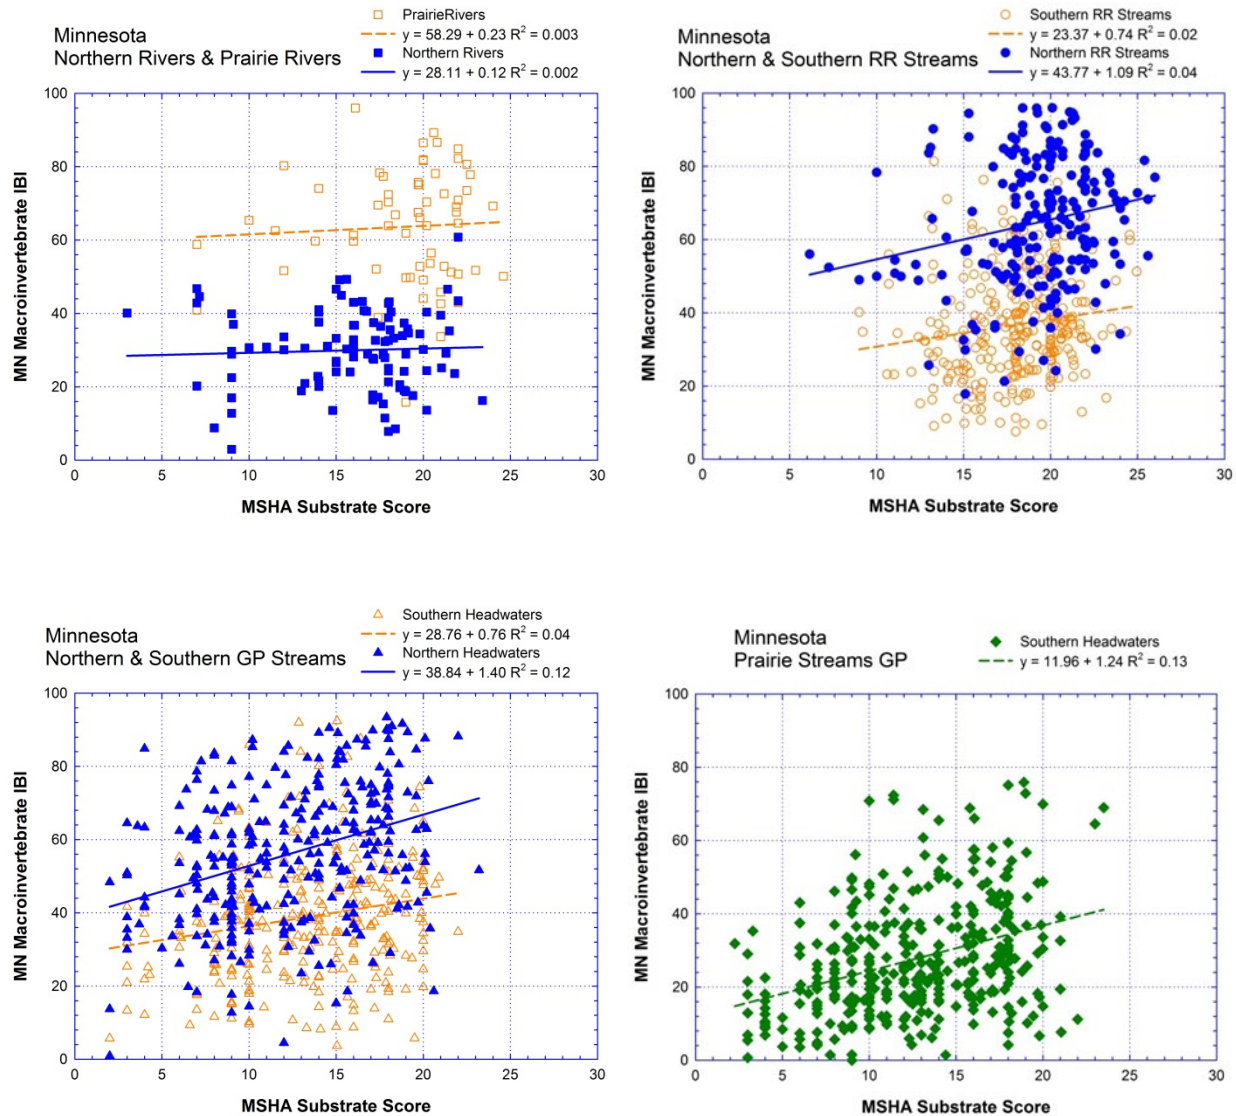 Minnesota
Northern Rivers & Prairie Rivers
PrairieRivers
y = 58.29 + 0.23 R² = 0.003
Northern Rivers
y = 28.11 + 0.12 R² = 0.002
100
80
60
40
20
0
MN Macroinvertebrate IBI
0 5 10 15 20 25 30
MSHA Substrate Score
Minnesota
Northern & Southern RR Streams
Southern RR Streams
y = 23.37 + 0.74 R² = 0.02
Northern RR Streams
y = 43.77 + 1.09 R² = 0.04
100
80
60
40
20
0
MN Macroinvertebrate IBI
0 5 10 15 20 25 30
MSHA Substrate Score
Minnesota
Northern & Southern GP Streams
Southern Headwaters
y = 28.76 + 0.76 R² = 0.04
Northern Headwaters
y = 38.84 + 1.40 R² = 0.12
100
80
60
40
20
0
MN Macroinvertebrate IBI
0 5 10 15 20 25 30
MSHA Substrate Score
Minnesota
Prairie Streams GP
Southern Headwaters
y = 11.96 + 1.24 R² = 0.13
100
80
60
40
20
0
MN Macroinvertebrate IBI
0 5 10 15 20 25 30
MSHA Substrate Score